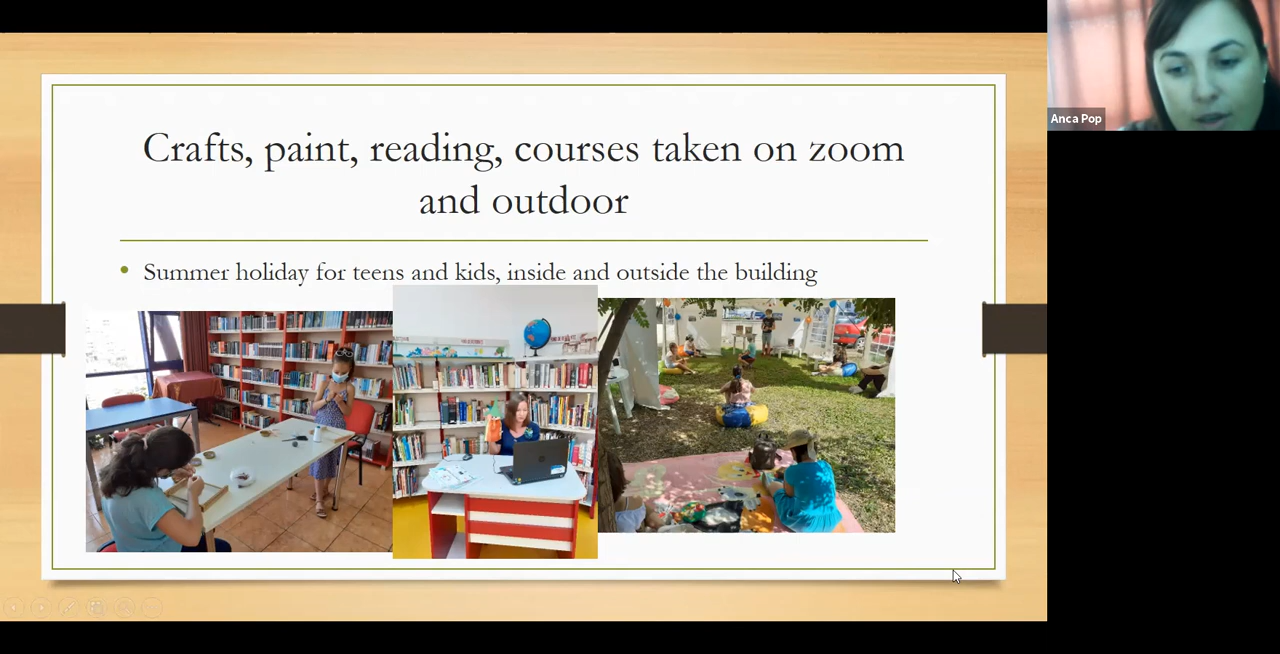 Crafts, paint, reading, courses taken on zoom
and outdoor
Summer holiday for teens and kids, inside and outside the building
Anca Pop